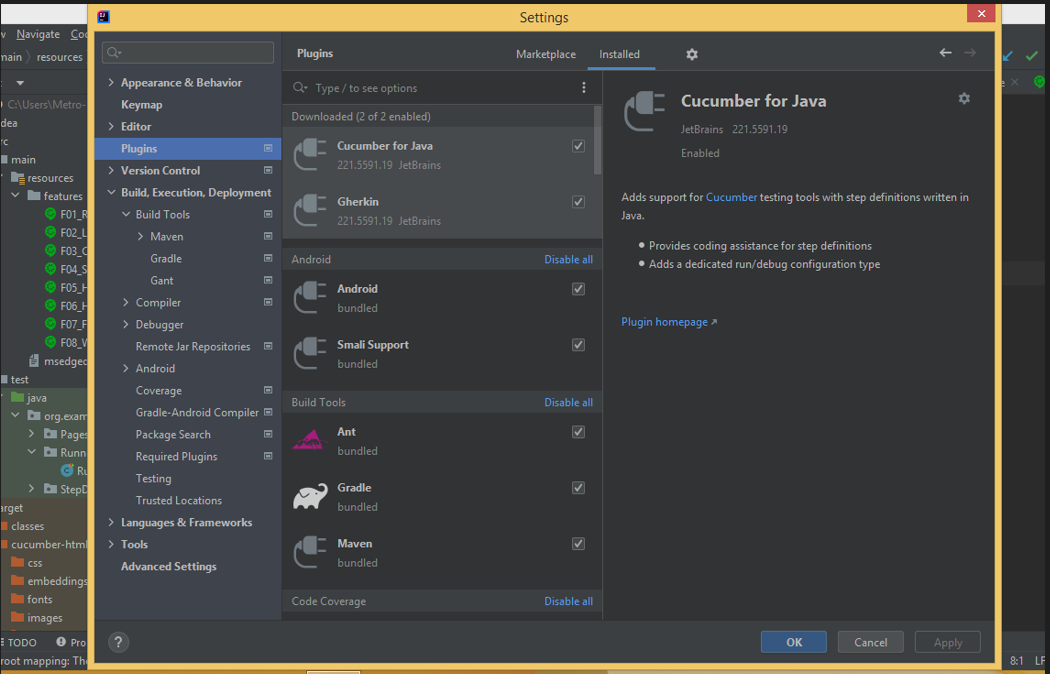 Settings
Navigate
main
resources
C:\Users\Metro-
main
resources
features
F01_R
F02_L
F03_C
F04_S
F05_H
F06_H
F07_F
F08_W
msedged
test
java
org.exam
Pages
Runn
Ru
StepD
classes
cucumber-html
css
embeddings
fonts
images
TODO
Pro
root mapping: The
Appearance & Behavior
Keymap
Editor
Plugins
Version Control
Build, Execution, Deployment
Build Tools
Maven
Gradle
Gant
Compiler
Debugger
Remote Jar Repositories
Android
Coverage
Gradle-Android Compiler
Package Search
Required Plugins
Testing
Trusted Locations
Languages & Frameworks
Tools
Advanced Settings
Plugins
Marketplace
Installed
Type / to see options
Downloaded (2 of 2 enabled)
Cucumber for Java
221.5591.19 JetBrains
Gherkin
221.5591.19 JetBrains
Android Disable all
Android
bundled
Smali Support
bundled
Build Tools Disable all
Ant
bundled
Gradle
bundled
Maven
bundled
Code Coverage Disable all
Cucumber for Java
JetBrains 221.5591.19
Enabled
Adds support for Cucumber testing tools with step definitions written in
Java.
Provides coding assistance for step definitions
Adds a dedicated run/debug configuration type
Plugin homepage
?
OK
Cancel
Apply
8:1 LF